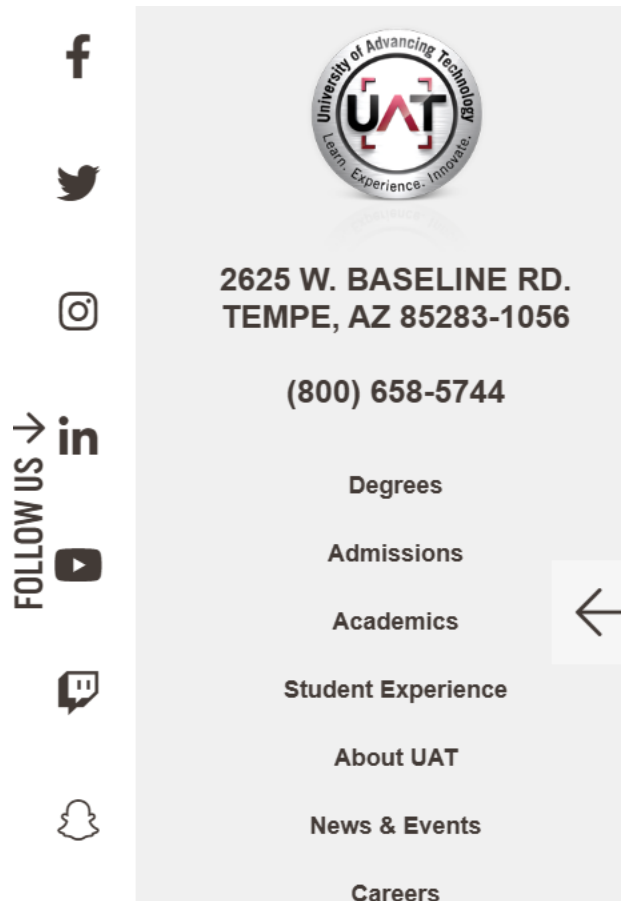 FOLLOW US →
University of Advancing Technology
UAT
Learn. Experience. Innovate.
2625 W. BASELINE RD.
TEMPE, AZ 85283-1056
(800) 658-5744
Degrees
Admissions
Academics
Student Experience
About UAT
News & Events
Careers